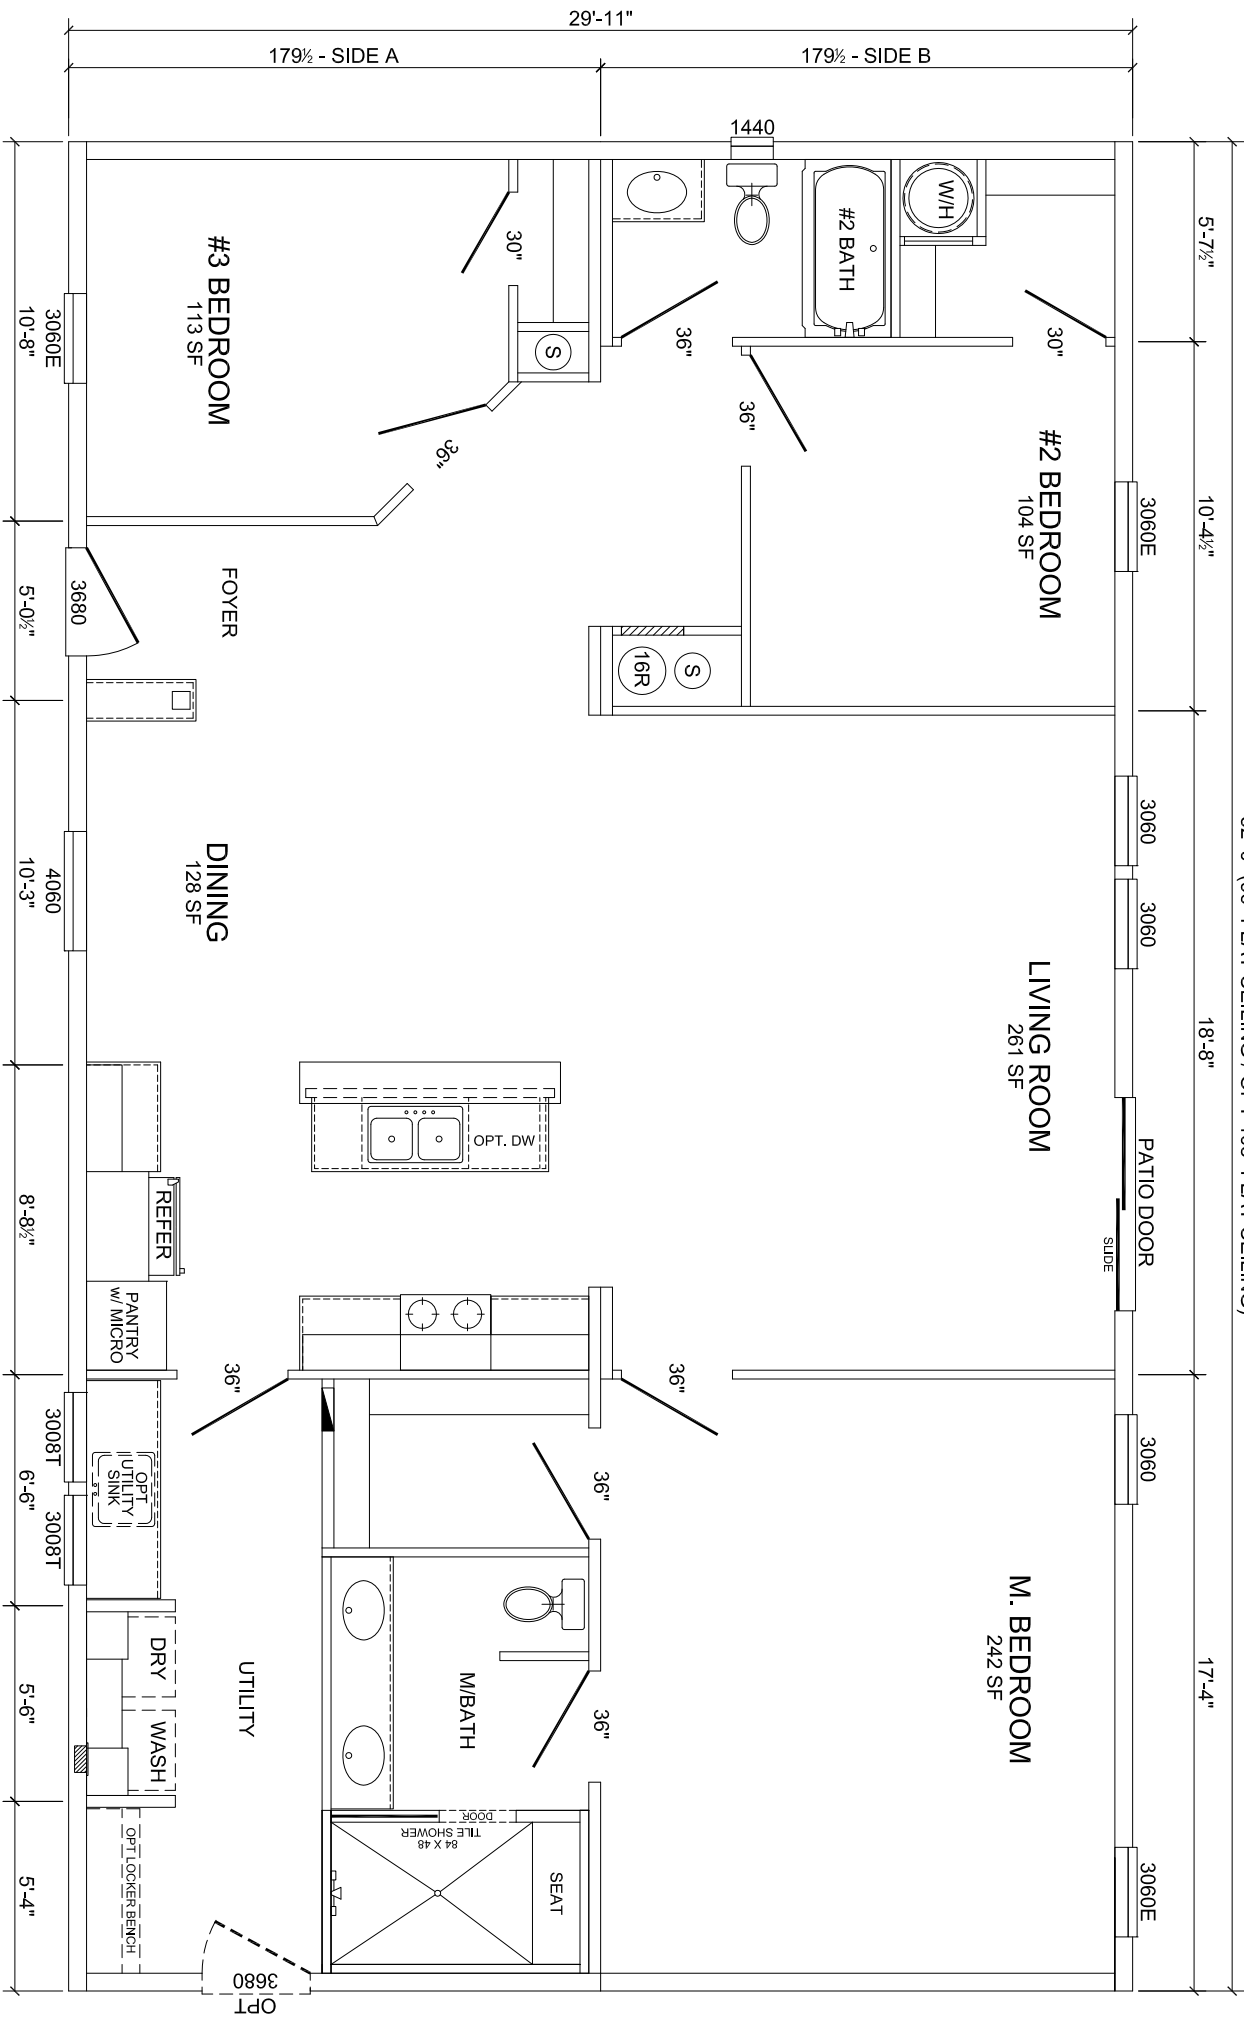 29'-11"
179½ - SIDE A
179½ - SIDE B
1440
5'-7½"
10'-4½"
18'-8"
17'-4"
W/H
#2 BATH
30"
36"
36"
30"
36"
#3 BEDROOM
113 SF
#2 BEDROOM
104 SF
S
S
16R
3060E
10'-8"
3060E
FOYER
3680
5'-0½"
DINING
128 SF
4060
10'-3"
LIVING ROOM
261 SF
3060
3060
PATIO DOOR
SLIDE
OPT. DW
REFER
PANTRY
w/ MICRO
8'-8½"
36"
36"
36"
36"
3060
3008T
3008T
6'-6"
OPT
UTILITY
SINK
DRY
WASH
5'-6"
UTILITY
M/BATH
M. BEDROOM
242 SF
DOOR
84 X 48
TILE SHOWER
SEAT
3060E
OPT LOCKER BENCH
5'-4"
3680
OPT